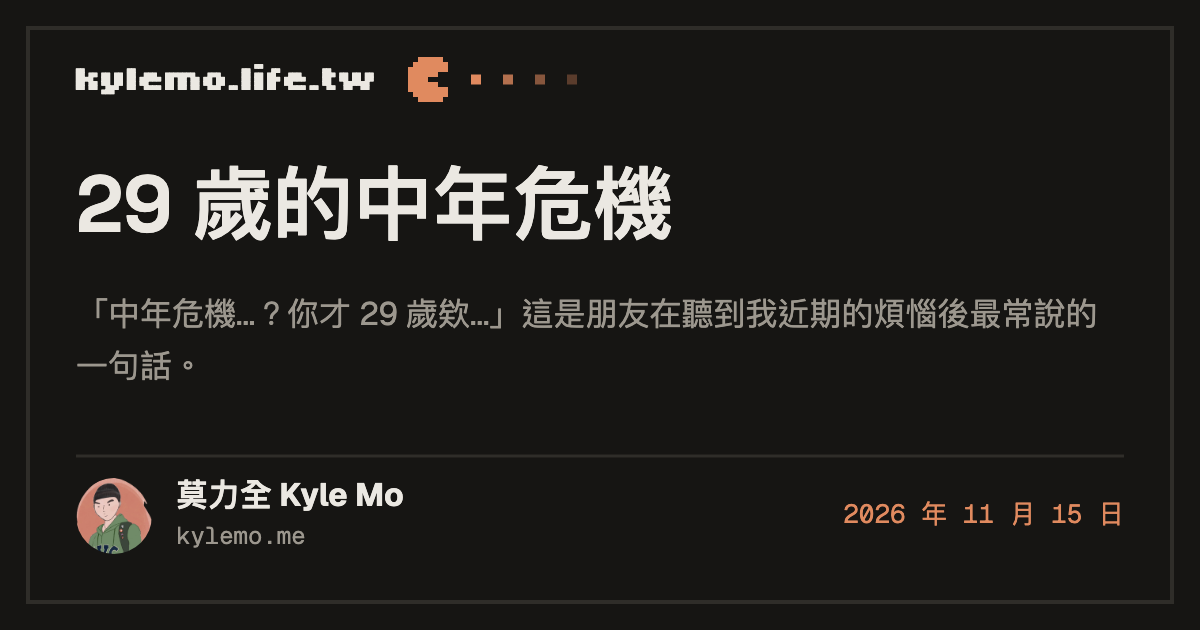 kylemo.life.tw
29 歲的中年危機
「中年危機…？你才 29 歲欸…」這是朋友在聽到我近期的煩惱後最常說的
一句話。
莫力全 Kyle Mo
kylemo.me
2026 年 11 月 15 日